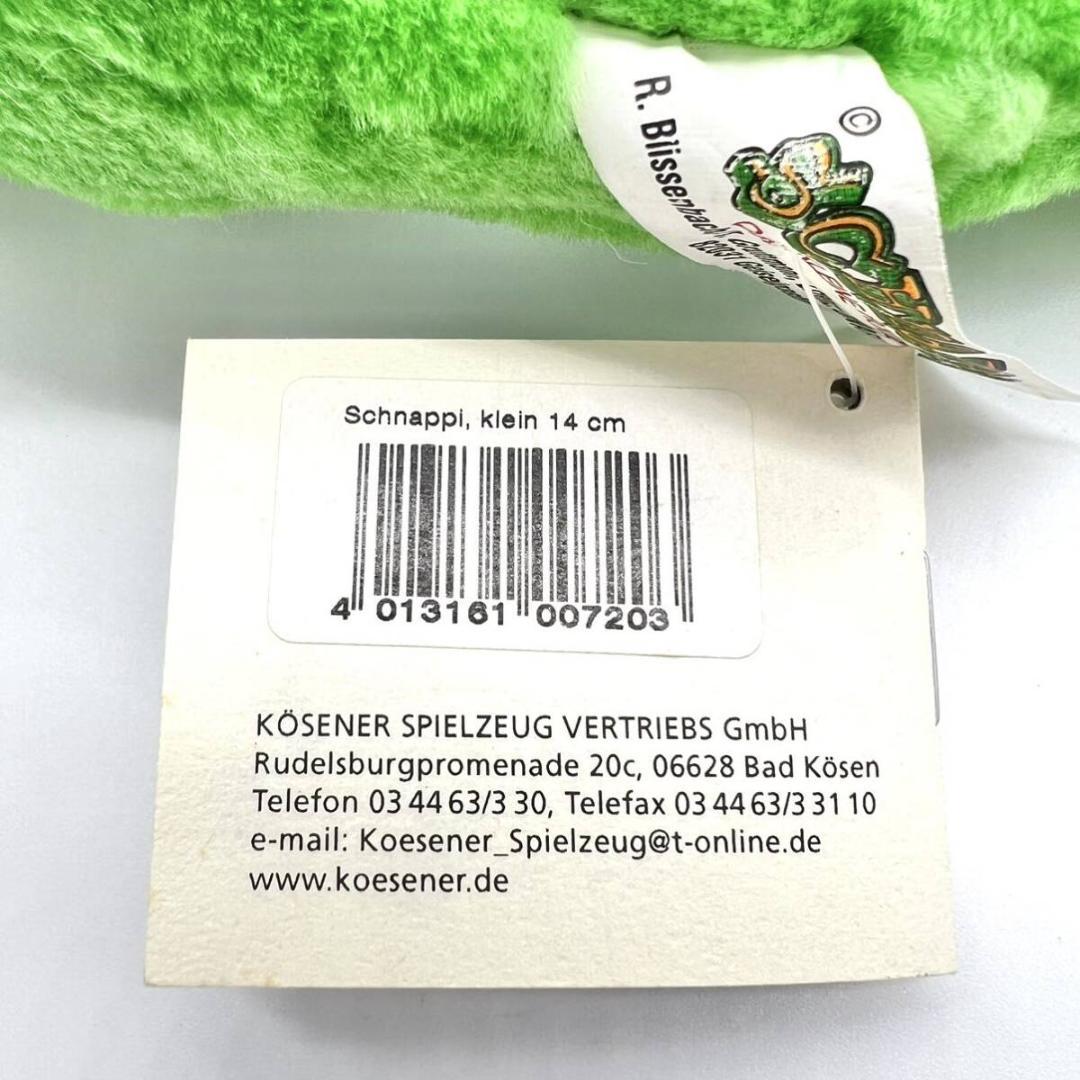 ©
R. Büssenbach
Schnappi, klein 14 cm
4 013161 007203
KÖSENER SPIELZEUG VERTRIEBS GmbH
Rudelsburgpromenade 20c, 06628 Bad Kösen
Telefon 03 44 63/3 30, Telefax 03 44 63/3 31 10
e-mail: Koesener_Spielzeug@t-online.de
www.koesener.de